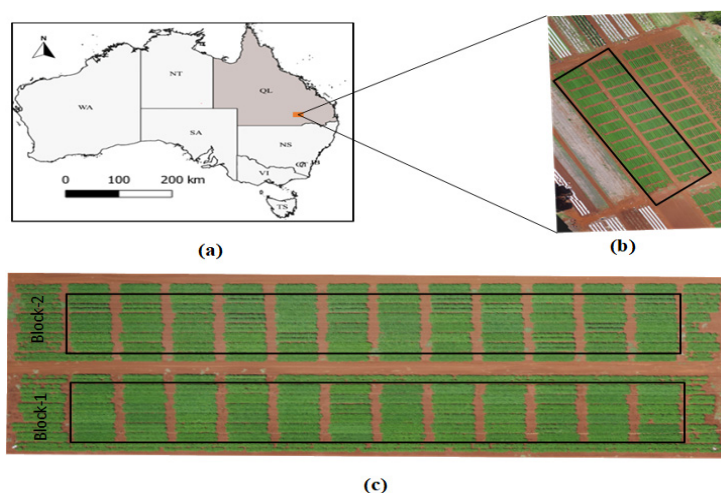 N
NT
QL
WA
SA
NS
VI
TS
0 100 200 km
(a)
(b)
Block-2
Block-1
(c)